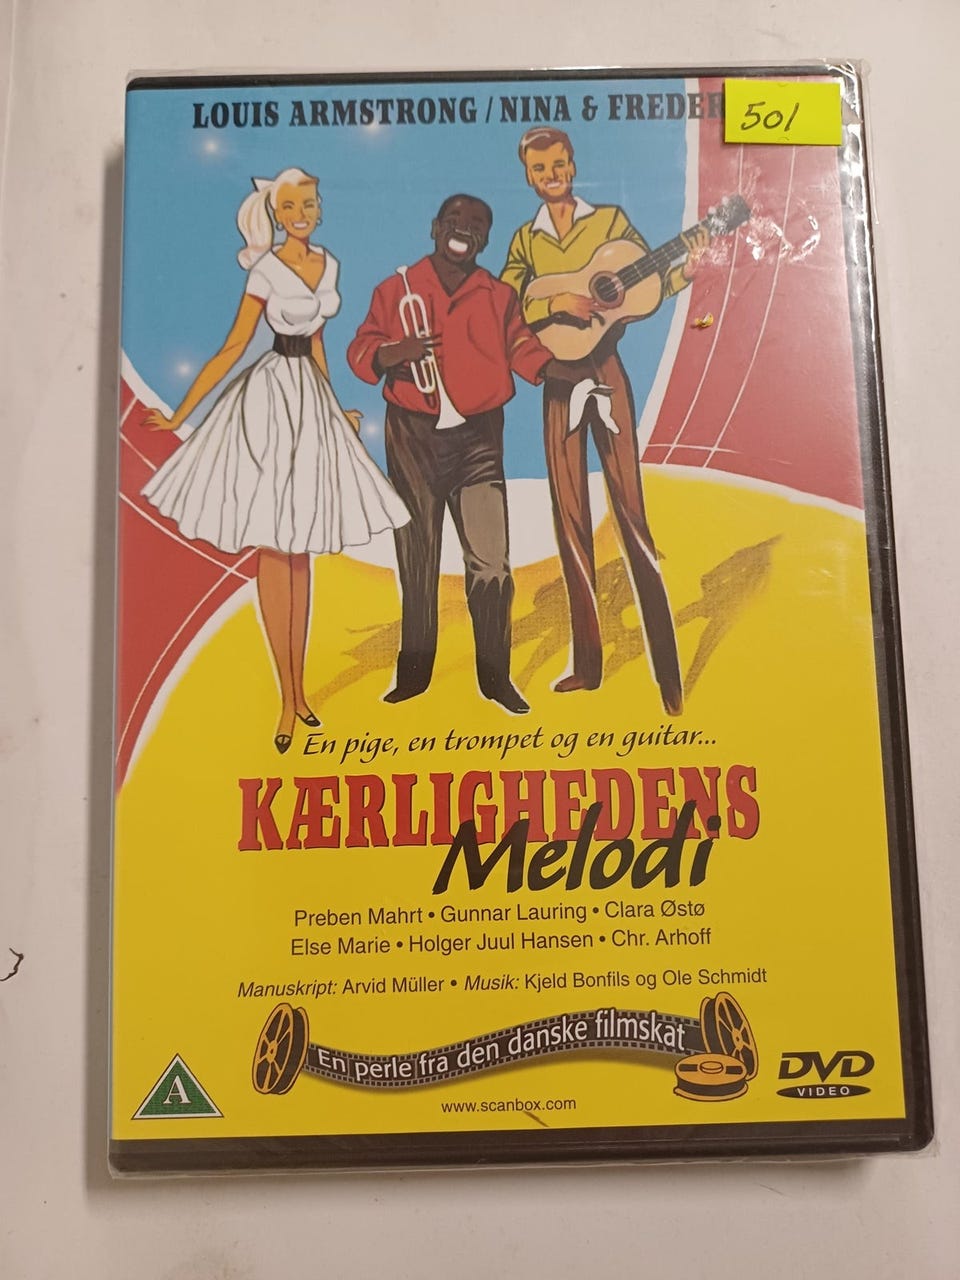 LOUIS ARMSTRONG / NINA & FREDER
501
En pige, en trompet og en guitar...
KÆRLIGHEDENS
Melodi
Preben Mahrt • Gunnar Lauring • Clara Østø
Else Marie • Holger Juul Hansen • Chr. Arhoff
Manuskript: Arvid Müller • Musik: Kjeld Bonfils og Ole Schmidt
En perle fra den danske filmskat
A
DVD
VIDEO
www.scanbox.com